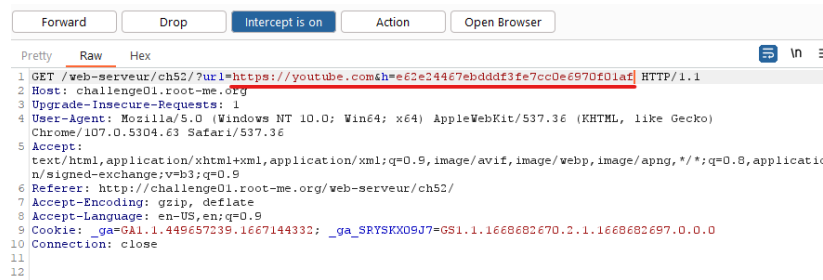 Forward Drop Intercept is on Action Open Browser
Pretty Raw Hex \n
1 GET /web-serveur/ch52/?url=https://youtube.com&h=e62e24467ebdddf3fe7cc0e6970f01af HTTP/1.1
2 Host: challenge01.root-me.org
3 Upgrade-Insecure-Requests: 1
4 User-Agent: Mozilla/5.0 (Windows NT 10.0; Win64; x64) AppleWebKit/537.36 (KHTML, like Gecko)
Chrome/107.0.5304.63 Safari/537.36
5 Accept:
text/html,application/xhtml+xml,application/xml;q=0.9,image/avif,image/webp,image/apng,*/*;q=0.8,applicatio
n/signed-exchange;v=b3;q=0.9
6 Referer: http://challenge01.root-me.org/web-serveur/ch52/
7 Accept-Encoding: gzip, deflate
8 Accept-Language: en-US,en;q=0.9
9 Cookie: _ga=GA1.1.449657239.1667144332; _ga_SRYSKX09J7=GS1.1.1668682670.2.1.1668682697.0.0.0
10 Connection: close
11
12